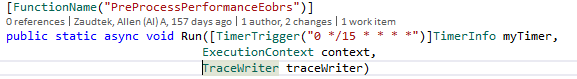 [FunctionName("PreProcessPerformanceEobrs")]
0 references | Zaudtek, Allen (AI) A, 157 days ago | 1 author, 2 changes | 1 work item
public static async void Run([TimerTrigger("0 */15 * * * *")]TimerInfo myTimer,
ExecutionContext context,
TraceWriter traceWriter)